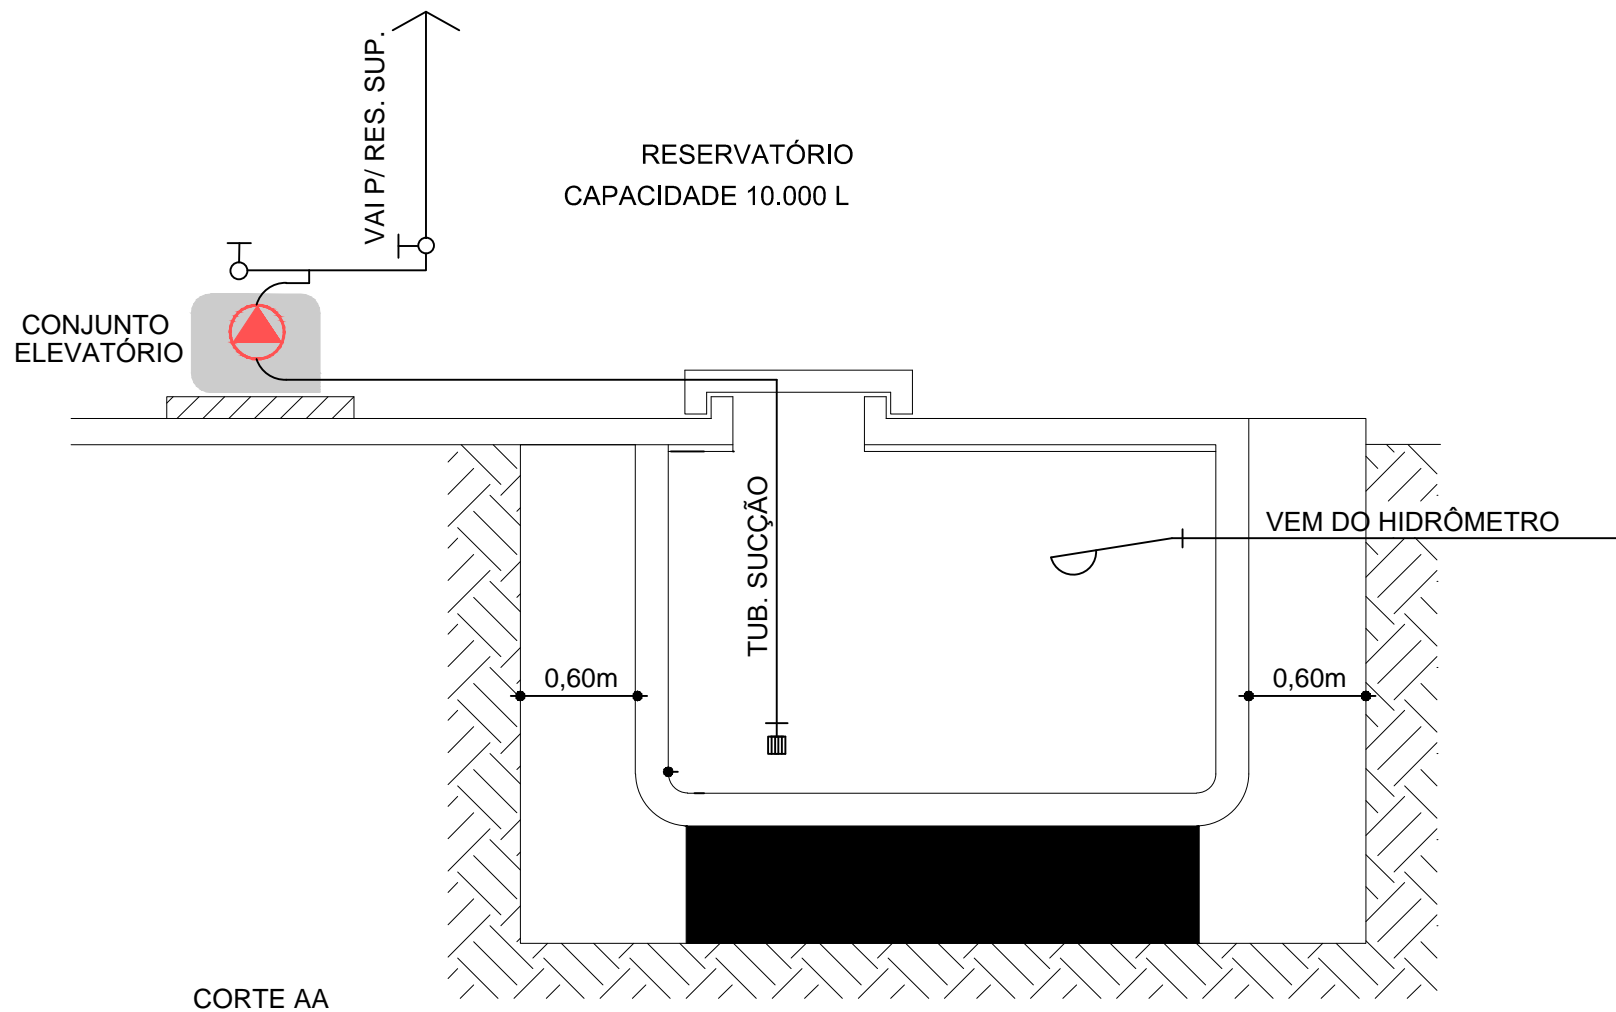 VAI P/ RES. SUP.
RESERVATÓRIO
CAPACIDADE 10.000 L
CONJUNTO
ELEVATÓRIO
TUB. SUCÇÃO
VEM DO HIDRÔMETRO
0,60m
0,60m
CORTE AA